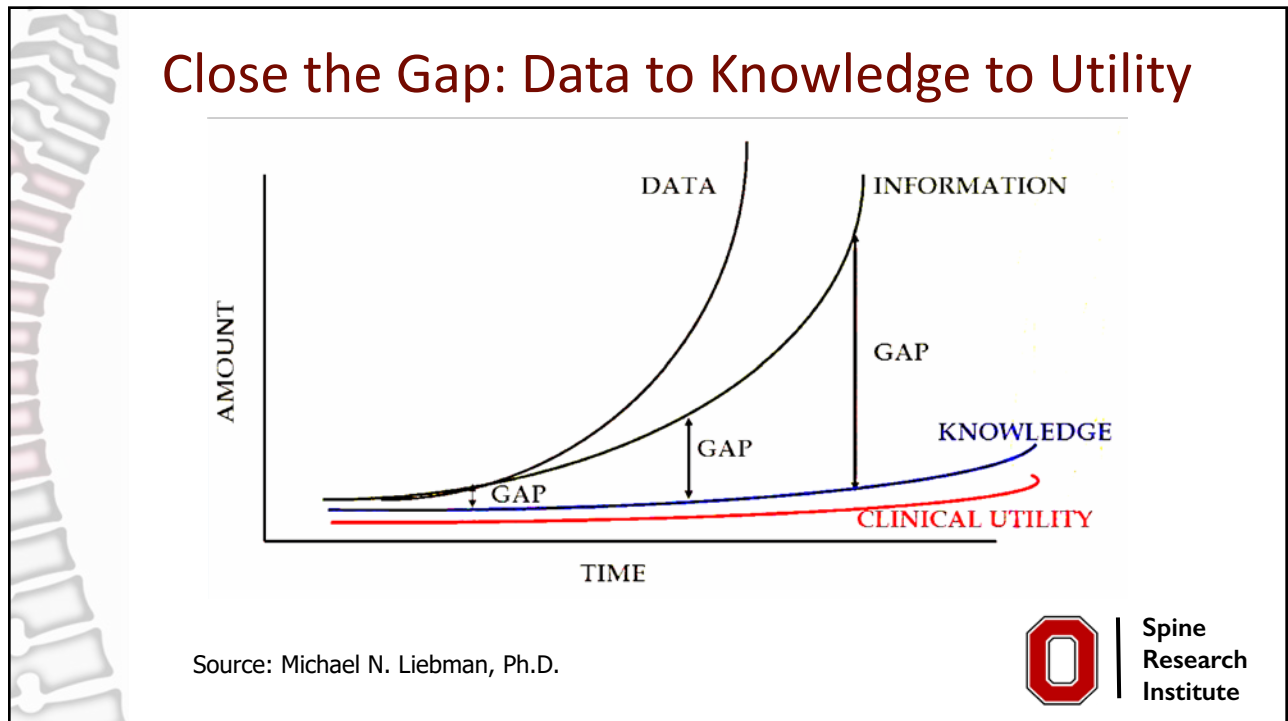 Close the Gap: Data to Knowledge to Utility
DATA
INFORMATION
AMOUNT
GAP
KNOWLEDGE
GAP
GAP
CLINICAL UTILITY
TIME
Source: Michael N. Liebman, Ph.D.
Spine
Research
Institute